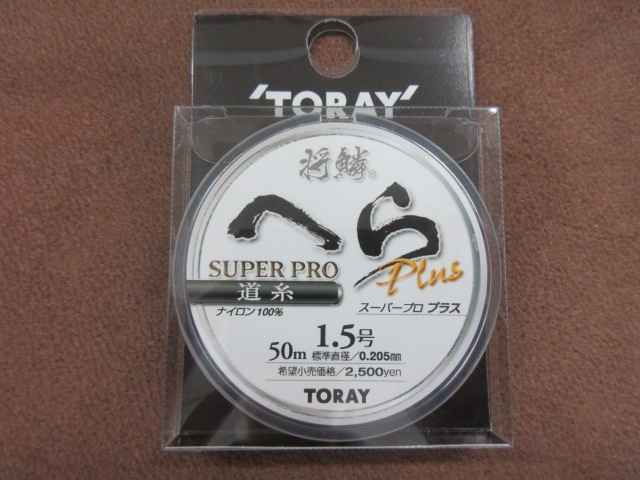 'TORAY'
将鱗®
へら
SUPER PRO Plus
道糸
ナイロン100% スーパープロ プラス
1.5号
50m 標準直径/0.205mm
希望小売価格/2,500yen
TORAY